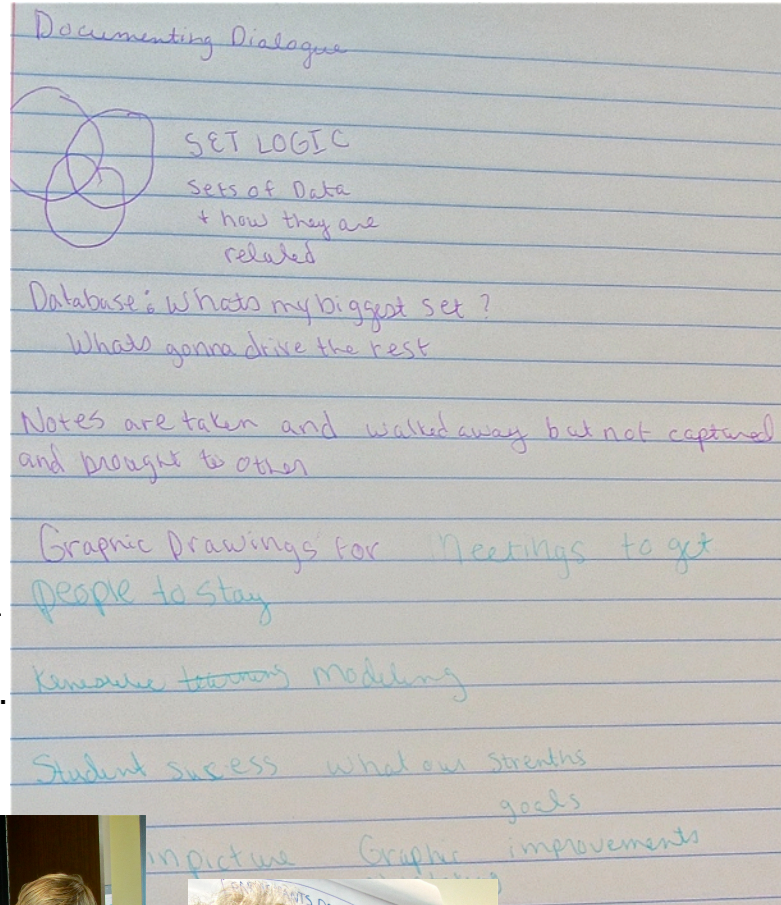 Documenting Dialogue
SET LOGIC
Sets of Data
+ how they are
related
Database: Whats my biggest set?
Whats gonna drive the rest
Notes are taken and walked away but not captured
and brought to other
Graphic Drawings for Meetings to get
people to stay
modeling
Student sucess what our strenths
goals
in picture Graphic improvements